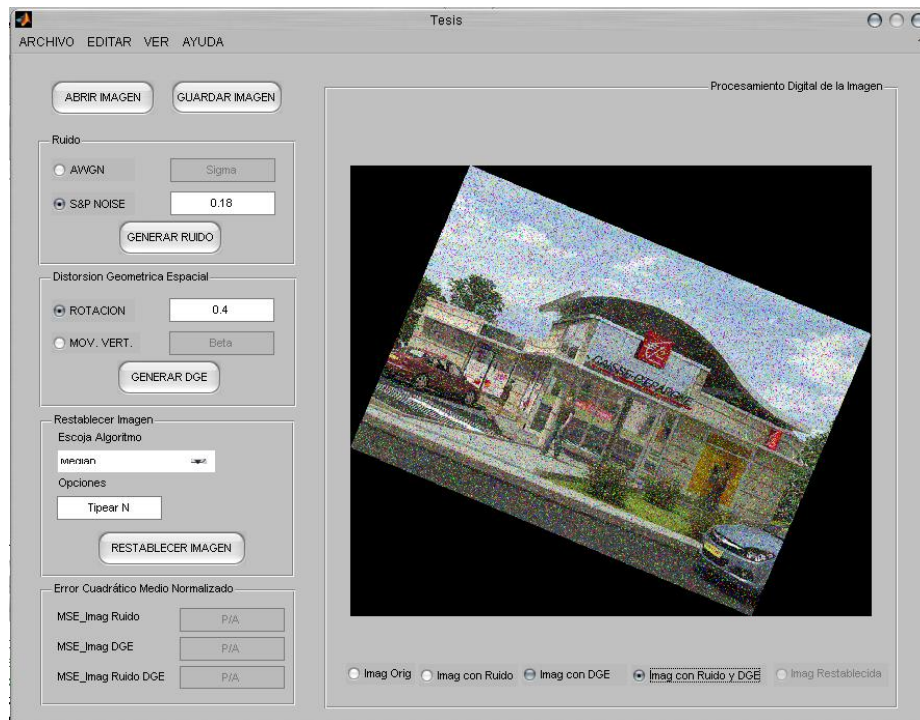 Tesis
ARCHIVO EDITAR VER AYUDA
ABRIR IMAGEN GUARDAR IMAGEN
Procesamiento Digital de la Imagen
Ruido
AWGN Sigma
S&P NOISE 0.18
GENERAR RUIDO
Distorsion Geometrica Espacial
ROTACION 0.4
MOV. VERT. Beta
GENERAR DGE
Restablecer Imagen
Escoja Algoritmo
Median
Opciones
Tipear N
RESTABLECER IMAGEN
Error Cuadrático Medio Normalizado
MSE_Imag Ruido P/A
MSE_Imag DGE P/A
MSE_Imag Ruido DGE P/A
CAISSE D'EPARGNE
Imag Orig Imag con Ruido Imag con DGE Imag con Ruido y DGE Imag Restablecida